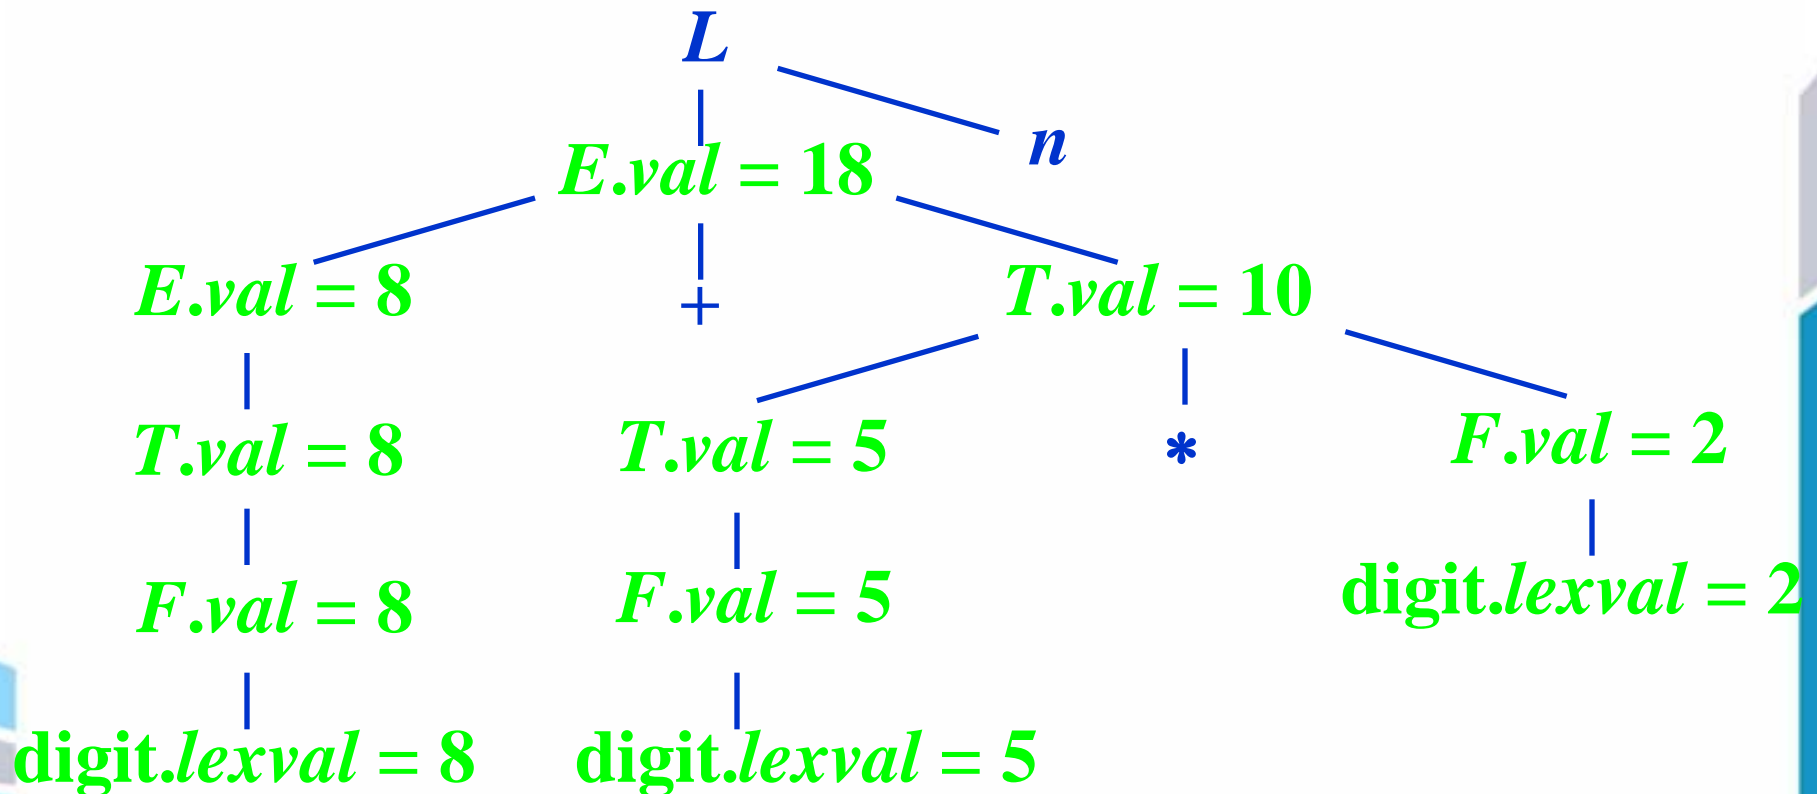 L
n
E.val = 18
E.val = 8 + T.val = 10
T.val = 8 T.val = 5 * F.val = 2
F.val = 8 F.val = 5 digit.lexval = 2
digit.lexval = 8 digit.lexval = 5